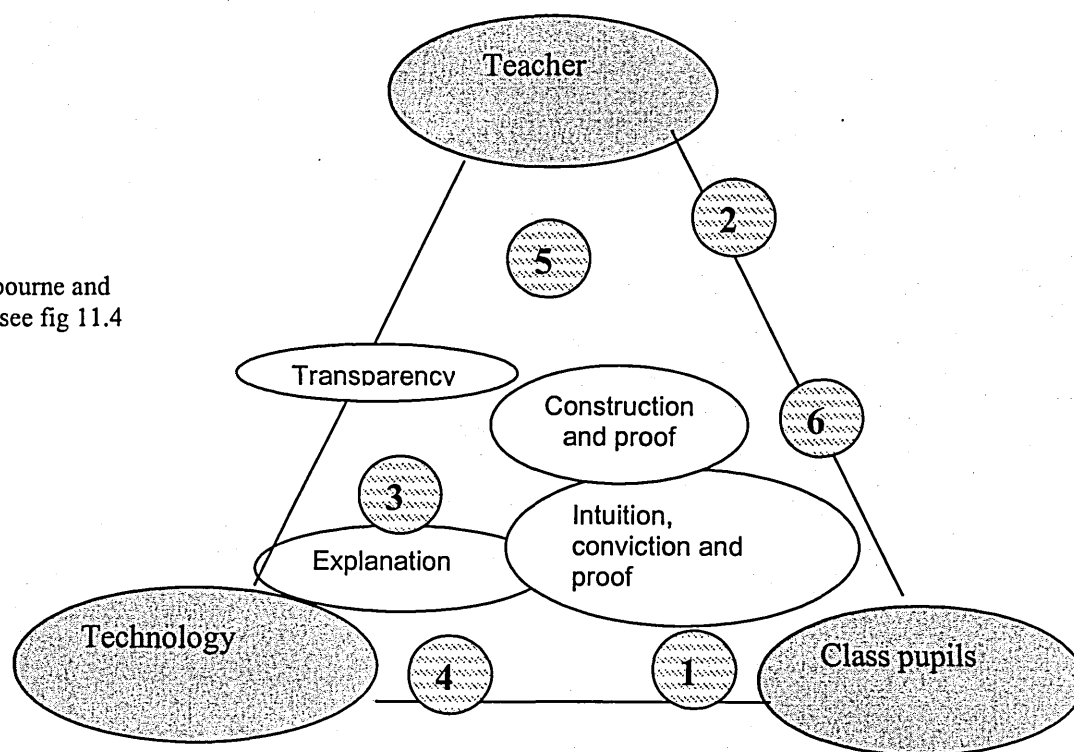 Teacher
2
5
bourne and
see fig 11.4
Transparency
Construction
and proof
6
3
Intuition,
conviction and
proof
Explanation
Technology
4
1
Class pupils